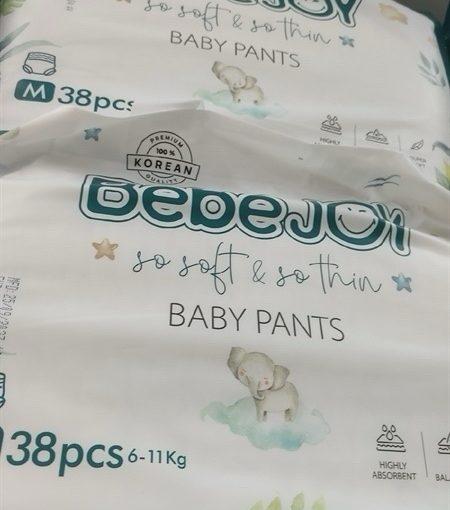 so soft & so thin
BABY PANTS
M 38pcs
HIGHLY
PREMIUM
100 %
KOREAN
QUALITY
BEBEJOY
so soft & so thin
BABY PANTS
38pcs 6-11Kg
HIGHLY
ABSORBENT